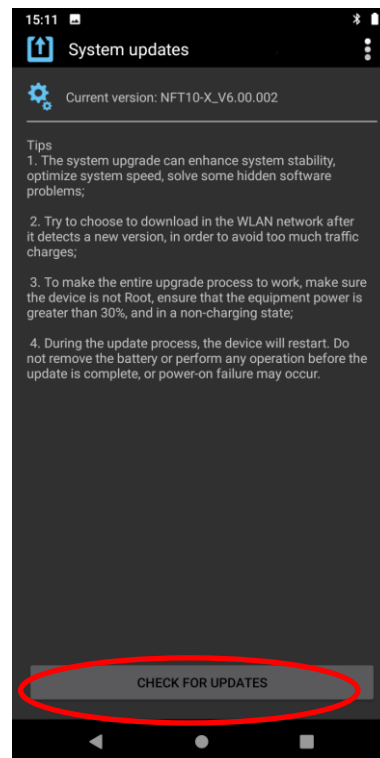 15:11
System updates
Current version: NFT10-X_V6.00.002
Tips
1. The system upgrade can enhance system stability,
optimize system speed, solve some hidden software
problems;
2. Try to choose to download in the WLAN network after
it detects a new version, in order to avoid too much traffic
charges;
3. To make the entire upgrade process to work, make sure
the device is not Root, ensure that the equipment power is
greater than 30%, and in a non-charging state;
4. During the update process, the device will restart. Do
not remove the battery or perform any operation before the
update is complete, or power-on failure may occur.
CHECK FOR UPDATES